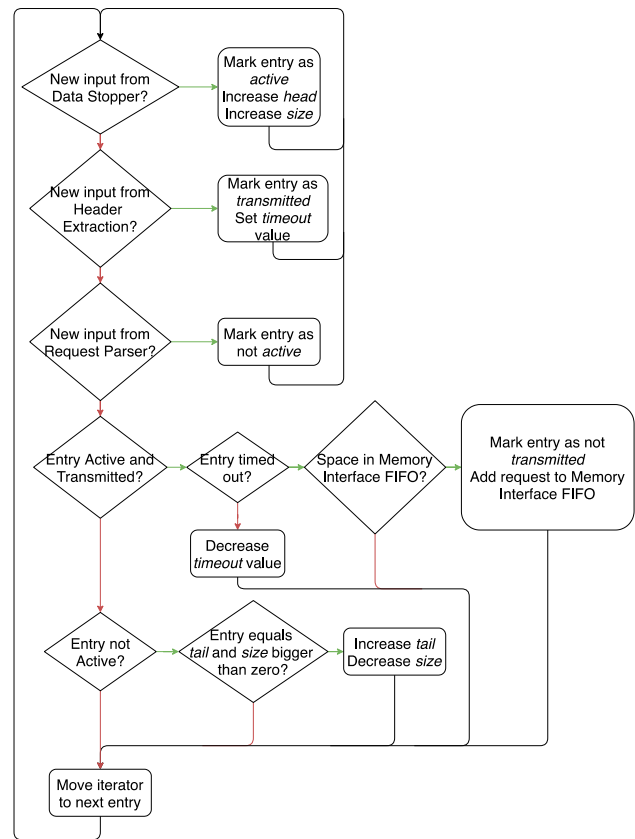 New input from
Data Stopper?
Mark entry as
active
Increase head
Increase size
New input from
Header
Extraction?
Mark entry as
transmitted
Set timeout
value
New input from
Request Parser?
Mark entry as
not active
Entry Active and
Transmitted?
Entry timed
out?
Space in Memory
Interface FIFO?
Mark entry as not
transmitted
Add request to Memory
Interface FIFO
Decrease
timeout value
Entry not
Active?
Entry equals
tail and size bigger
than zero?
Increase tail
Decrease size
Move iterator
to next entry